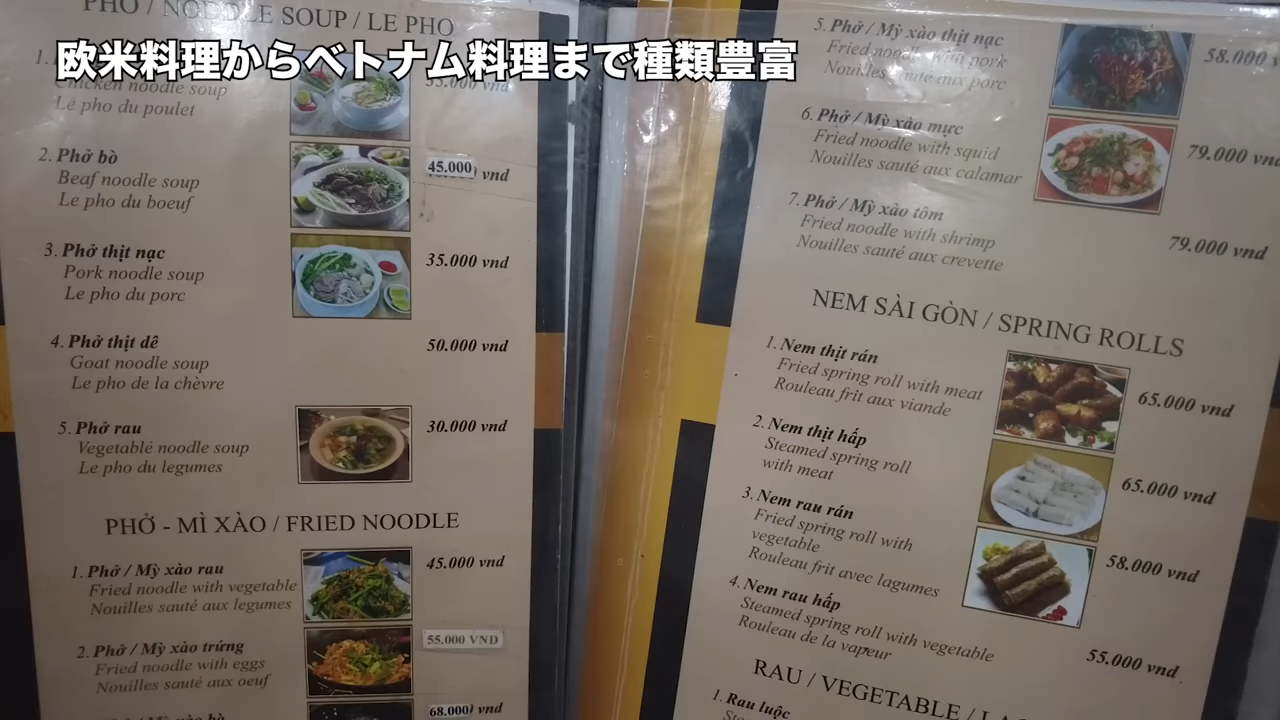 PHỞ / NOODLE SOUP / LE PHO
欧米料理からベトナム料理まで種類豊富
1.
Chicken noodle soup
Le pho du poulet
35.000 vnd
2. Phở bò
Beaf noodle soup
Le pho du boeuf
45.000 vnd
3. Phở thịt nạc
Pork noodle soup
Le pho du porc
35.000 vnd
4. Phở thịt dê
Goat noodle soup
Le pho de la chèvre
50.000 vnd
5. Phở rau
Vegetable noodle soup
Le pho du legumes
30.000 vnd
PHỞ - MÌ XÀO / FRIED NOODLE
1. Phở / Mỳ xào rau
Fried noodle with vegetable
Nouilles sauté aux legumes
45.000 vnd
2. Phở / Mỳ xào trứng
Fried noodle with eggs
Nouilles sauté aux oeuf
55.000 VND
68.000 vnd
5. Phở / Mỳ xào thịt nạc
Fried noodle with pork
Nouilles sauté aux porc
58.000 v
6. Phở / Mỳ xào mực
Fried noodle with squid
Nouilles sauté aux calamar
79.000 vnd
7. Phở / Mỳ xào tôm
Fried noodle with shrimp
Nouilles sauté aux crevette
79.000 vnd
NEM SÀI GÒN / SPRING ROLLS
1. Nem thịt rán
Fried spring roll with meat
Rouleau frit aux viande
65.000 vnd
2. Nem thịt hấp
Steamed spring roll
with meat
65.000 vnd
3. Nem rau rán
Fried spring roll with
vegetable
Rouleau frit avec lagumes
58.000 vnd
4. Nem rau hấp
Steamed spring roll with vegetable
Rouleau de la vapeur
55.000 vnd
RAU / VEGETABLE /
1. Rau luộc